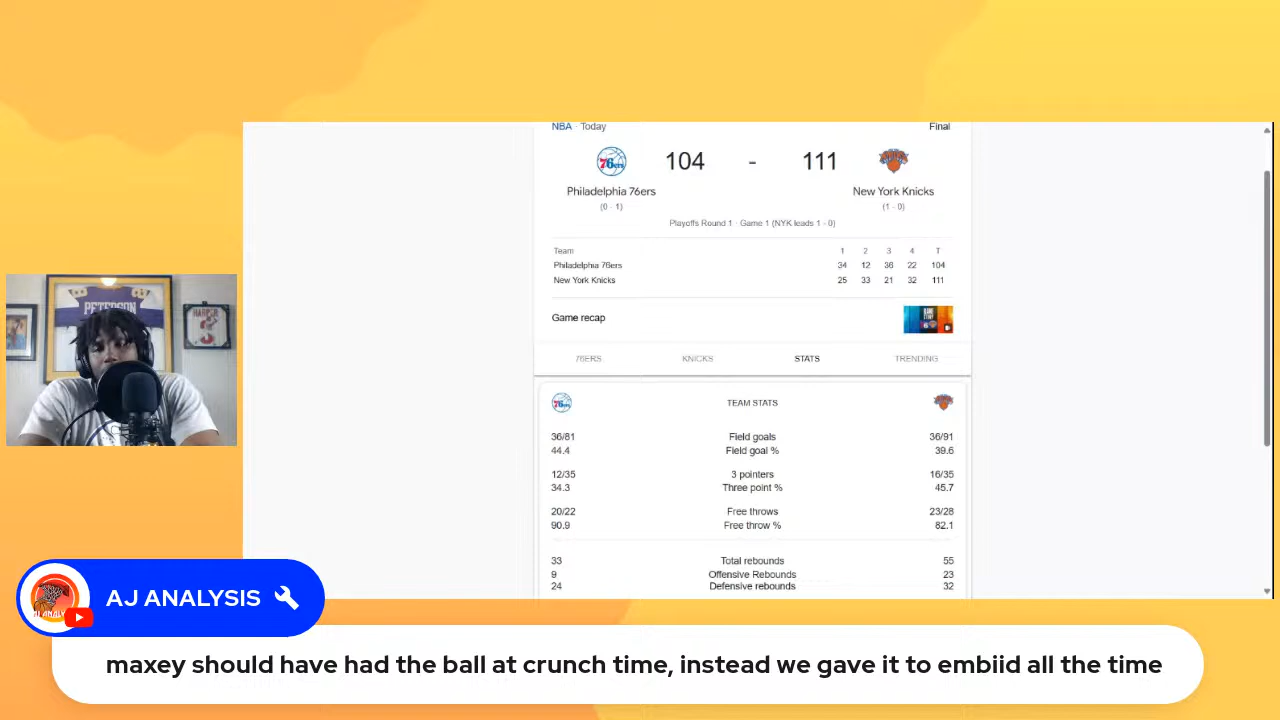 NBA · Today
Final
76ers
104 - 111
Philadelphia 76ers
New York Knicks
(0 - 1)
(1 - 0)
Playoffs Round 1 · Game 1 (NYK leads 1 - 0)
Team 1 2 3 4 T
Philadelphia 76ers 34 12 36 22 104
New York Knicks 25 33 21 32 111
Game recap
76ERS KNICKS STATS TRENDING
TEAM STATS
36/81 Field goals 36/91
44.4 Field goal % 39.6
12/35 3 pointers 16/35
34.3 Three point % 45.7
20/22 Free throws 23/28
90.9 Free throw % 82.1
33 Total rebounds 55
9 Offensive Rebounds 23
24 Defensive rebounds 32
PETERSON
HARPER
AJ ANALYSIS
maxey should have had the ball at crunch time, instead we gave it to embiid all the time